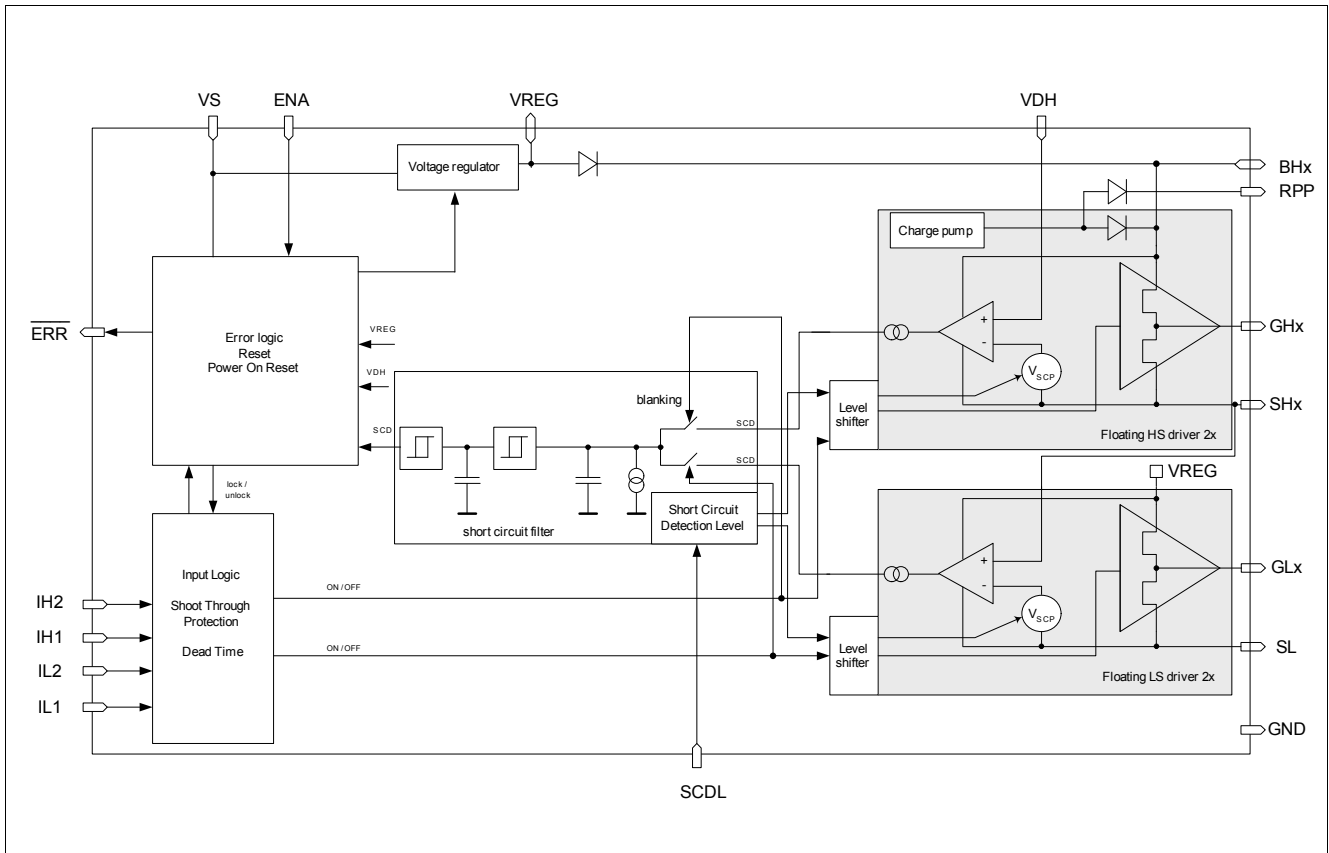 VS
ENA
VREG
VDH
Voltage regulator
BHx
RPP
Charge pump
ERR
Error logic
Reset
Power On Reset
VREG
VDH
SCD
blanking
SCD
SCD
+
-
VSCP
GHx
Level
shifter
SHx
Floating HS driver 2x
lock /
unlock
short circuit filter
Short Circuit
Detection Level
VREG
Input Logic
Shoot Through
Protection
Dead Time
ON / OFF
ON / OFF
IH2
IH1
IL2
IL1
+
-
VSCP
GLx
Level
shifter
SL
Floating LS driver 2x
GND
SCDL